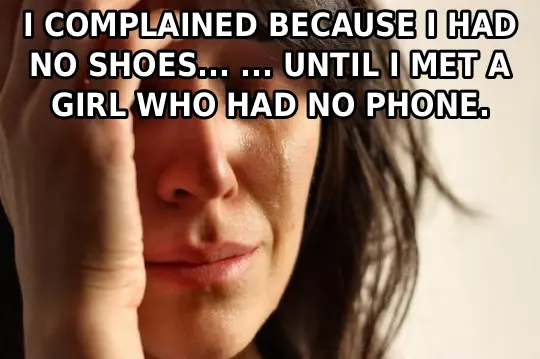 I COMPLAINED BECAUSE I HAD
NO SHOES... ... UNTIL I MET A
GIRL WHO HAD NO PHONE.